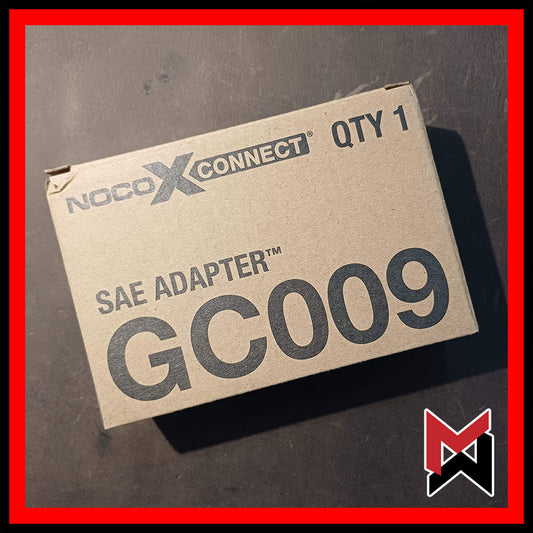 NOCO X CONNECT® QTY 1
SAE ADAPTER™
GC009